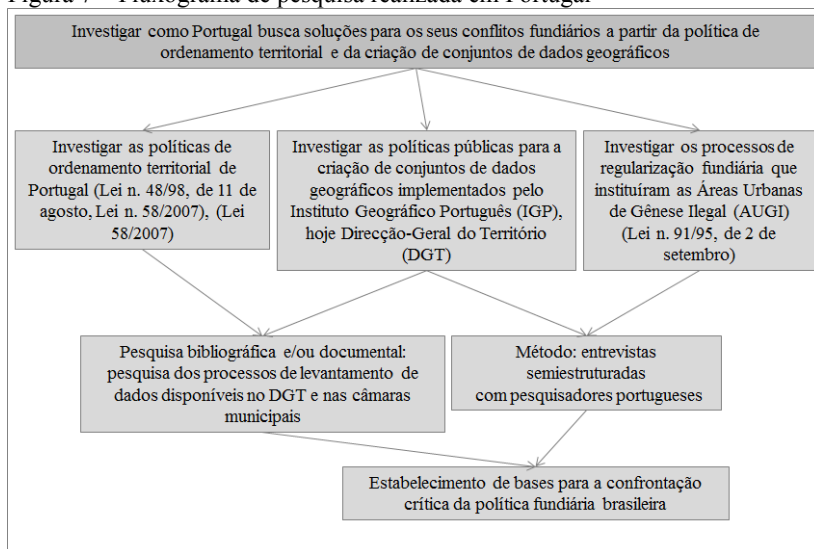 Figura 7 – Fluxograma de pesquisa realizada em Portugal
Investigar como Portugal busca soluções para os seus conflitos fundiários a partir da política de
ordenamento territorial e da criação de conjuntos de dados geográficos
Investigar as políticas de
ordenamento territorial de
Portugal (Lei n. 48/98, de 11 de
agosto, Lei n. 58/2007), (Lei
58/2007)
Investigar as políticas públicas para a
criação de conjuntos de dados
geográficos implementados pelo
Instituto Geográfico Português (IGP),
hoje Direcção-Geral do Território
(DGT)
Investigar os processos de
regularização fundiária que
instituíram as Áreas Urbanas
de Gênese Ilegal (AUGI)
(Lei n. 91/95, de 2 de
setembro)
Pesquisa bibliográfica e/ou documental:
pesquisa dos processos de levantamento de
dados disponíveis no DGT e nas câmaras
municipais
Método: entrevistas
semiestruturadas
com pesquisadores portugueses
Estabelecimento de bases para a confrontação
crítica da política fundiária brasileira